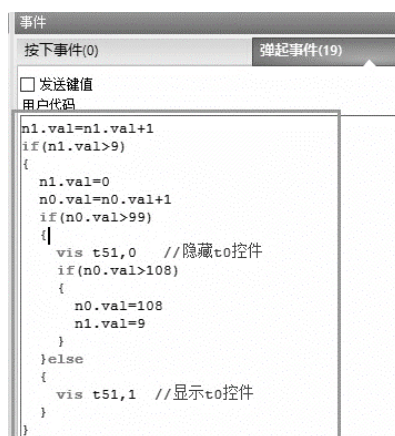 事件
按下事件(0) 弹起事件(19)
发送键值
用户代码
n1.val=n1.val+1
if(n1.val>9)
{
  n1.val=0
  n0.val=n0.val+1
  if(n0.val>99)
  {
    vis t51,0   //隐藏t0控件
    if(n0.val>108)
    {
      n0.val=108
      n1.val=9
    }
  }else
  {
    vis t51,1  //显示t0控件
  }
}